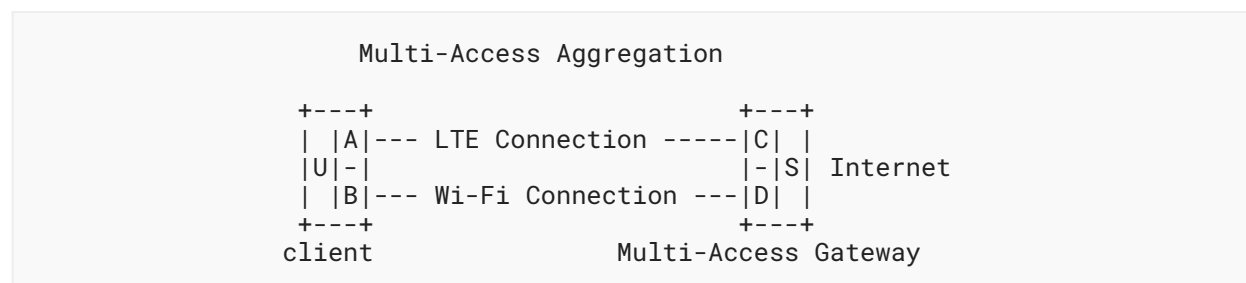 Multi-Access Aggregation
+---+                        +---+
| |A|--- LTE Connection -----|C| |
|U|-|                        |-|S| Internet
| |B|--- Wi-Fi Connection ---|D| |
+---+                        +---+
client                Multi-Access Gateway